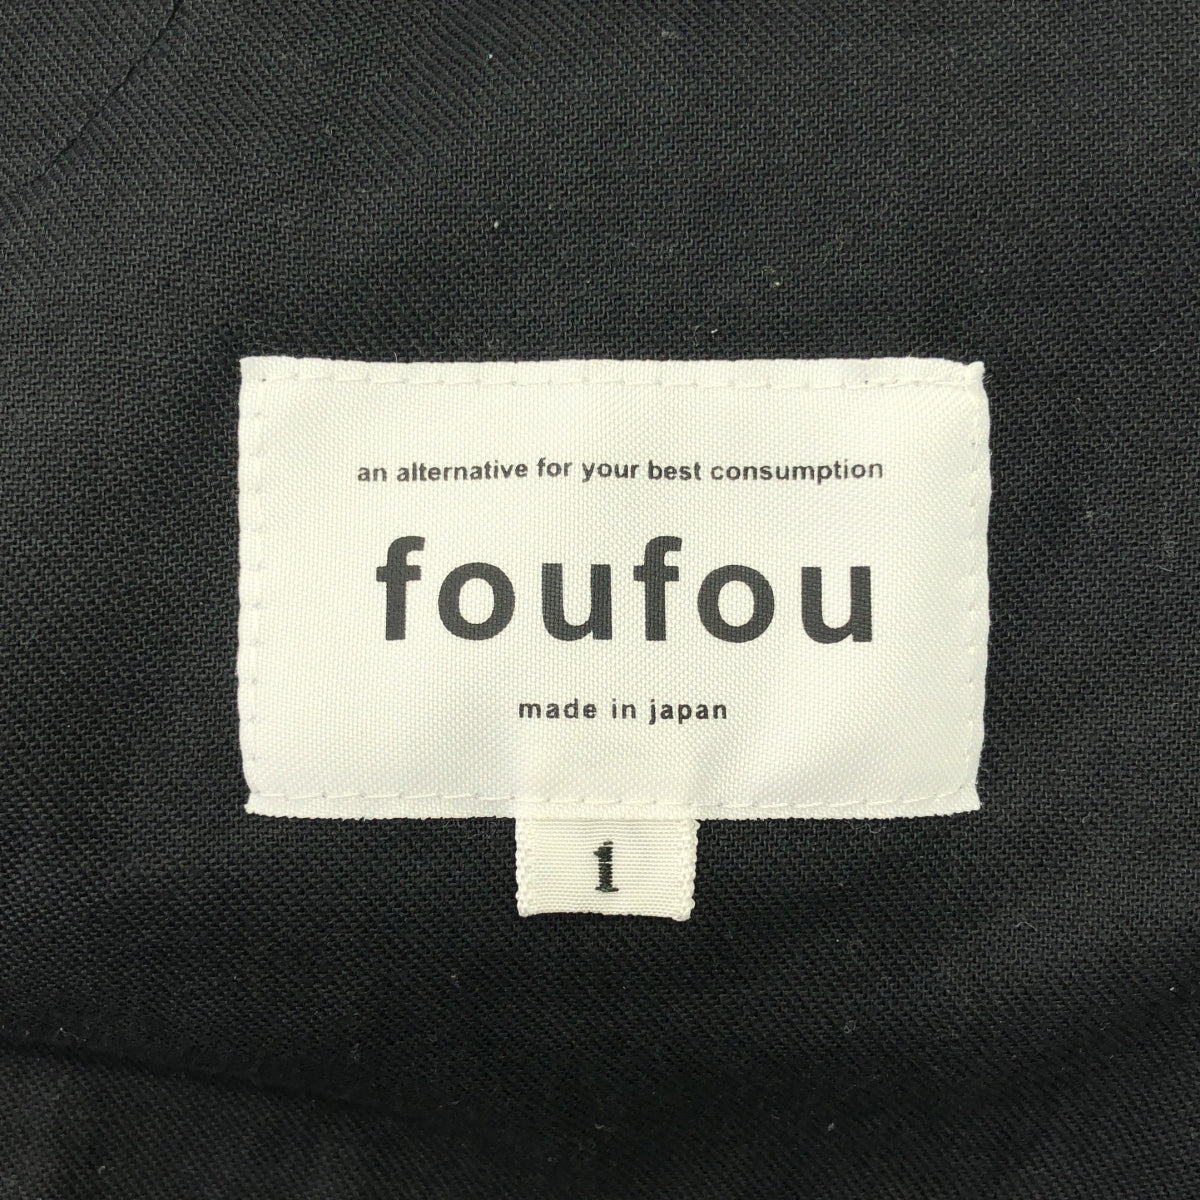 an alternative for your best consumption
foufou
made in japan
1